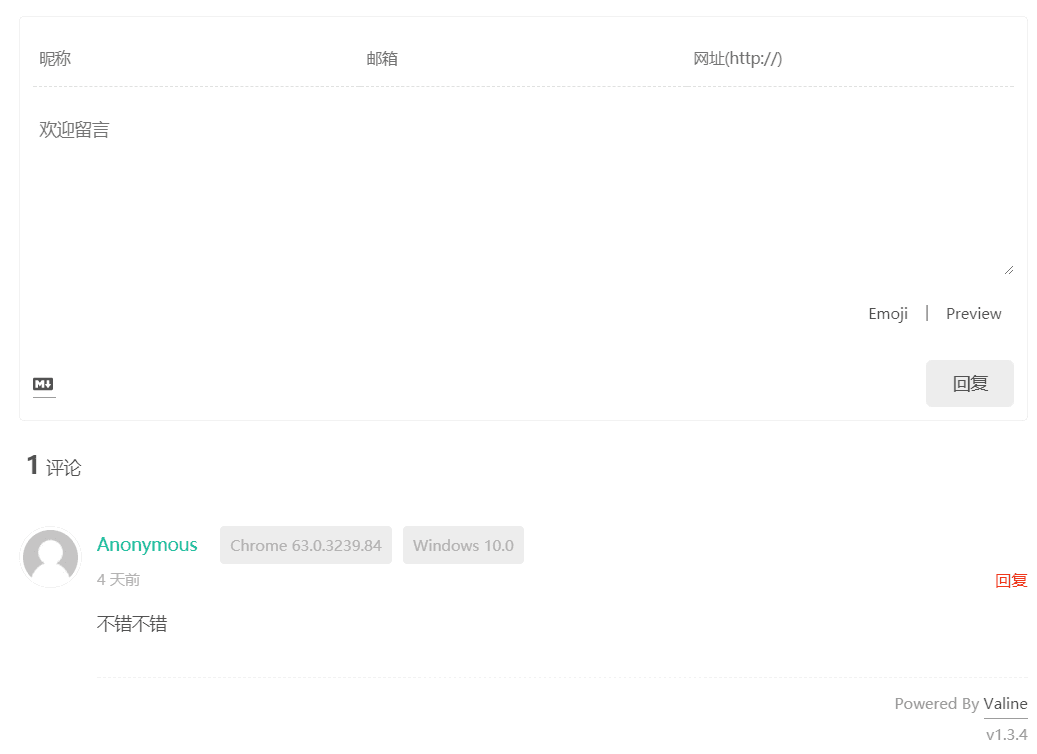 昵称 邮箱 网址(http://)
欢迎留言
Emoji | Preview
M 回复
1 评论
Anonymous Chrome 63.0.3239.84 Windows 10.0
4 天前 回复
不错不错
Powered By Valine
v1.3.4